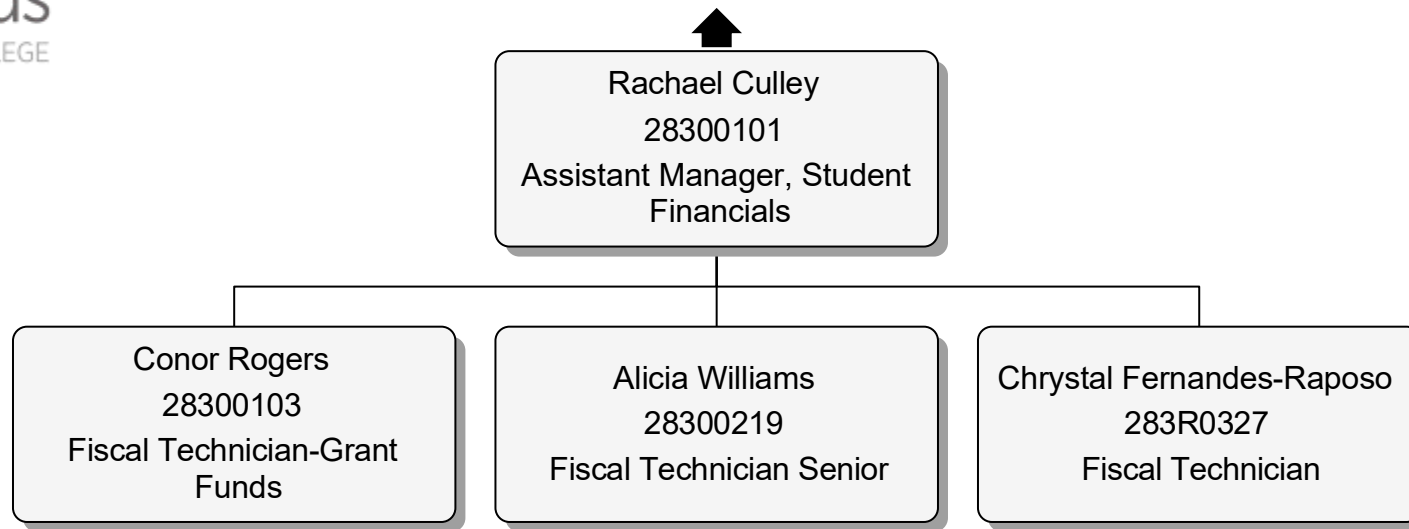 EGE
Rachael Culley
28300101
Assistant Manager, Student
Financials
Conor Rogers
28300103
Fiscal Technician-Grant
Funds
Alicia Williams
28300219
Fiscal Technician Senior
Chrystal Fernandes-Raposo
283R0327
Fiscal Technician